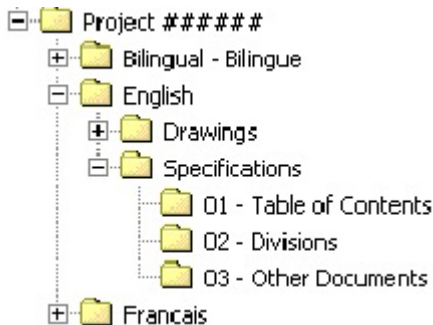 Project ######
Bilingual - Bilingue
English
Drawings
Specifications
01 - Table of Contents
02 - Divisions
03 - Other Documents
Francais